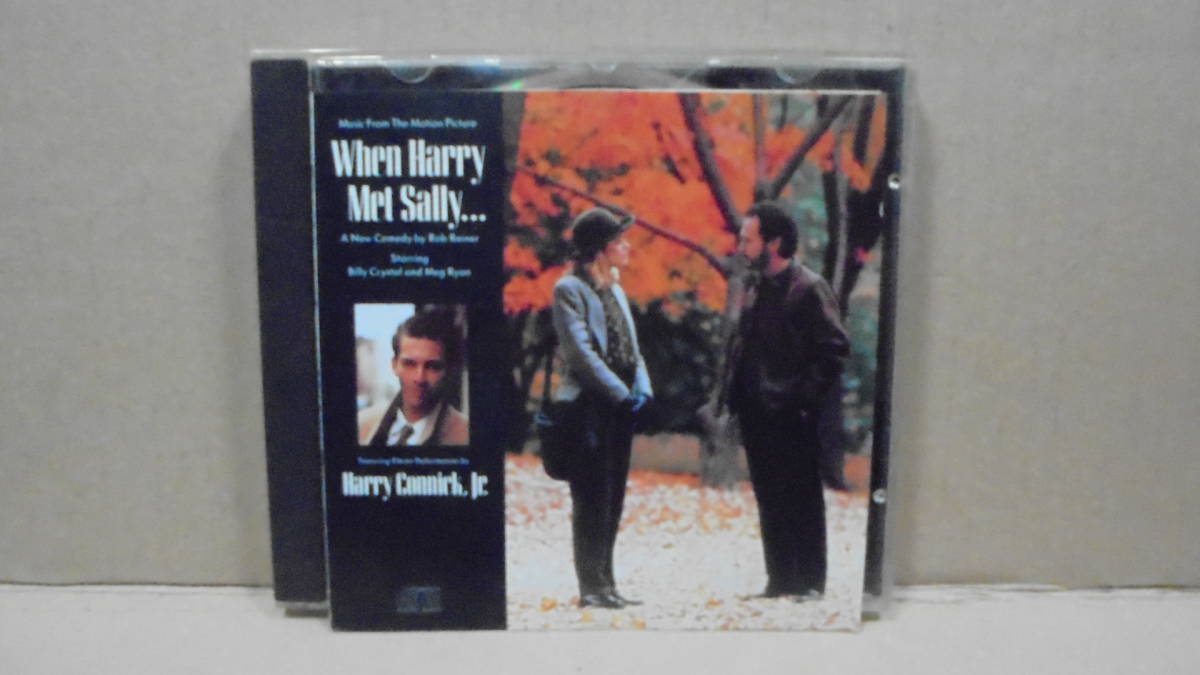 Music From The Motion Picture
When Harry
Met Sally...
A New Comedy by Rob Reiner
Starring
Billy Crystal and Meg Ryan
Featuring
Harry Connick, Jr.